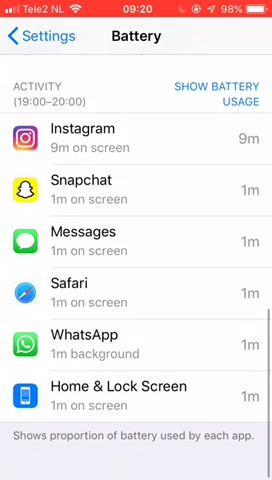 Tele2 NL 09:20 98%
Settings Battery
ACTIVITY SHOW BATTERY
(19:00–20:00) USAGE
Instagram 9m
9m on screen
Snapchat 1m
1m on screen
Messages 1m
1m on screen
Safari 1m
1m on screen
WhatsApp 1m
1m background
Home & Lock Screen 1m
1m on screen
Shows proportion of battery used by each app.